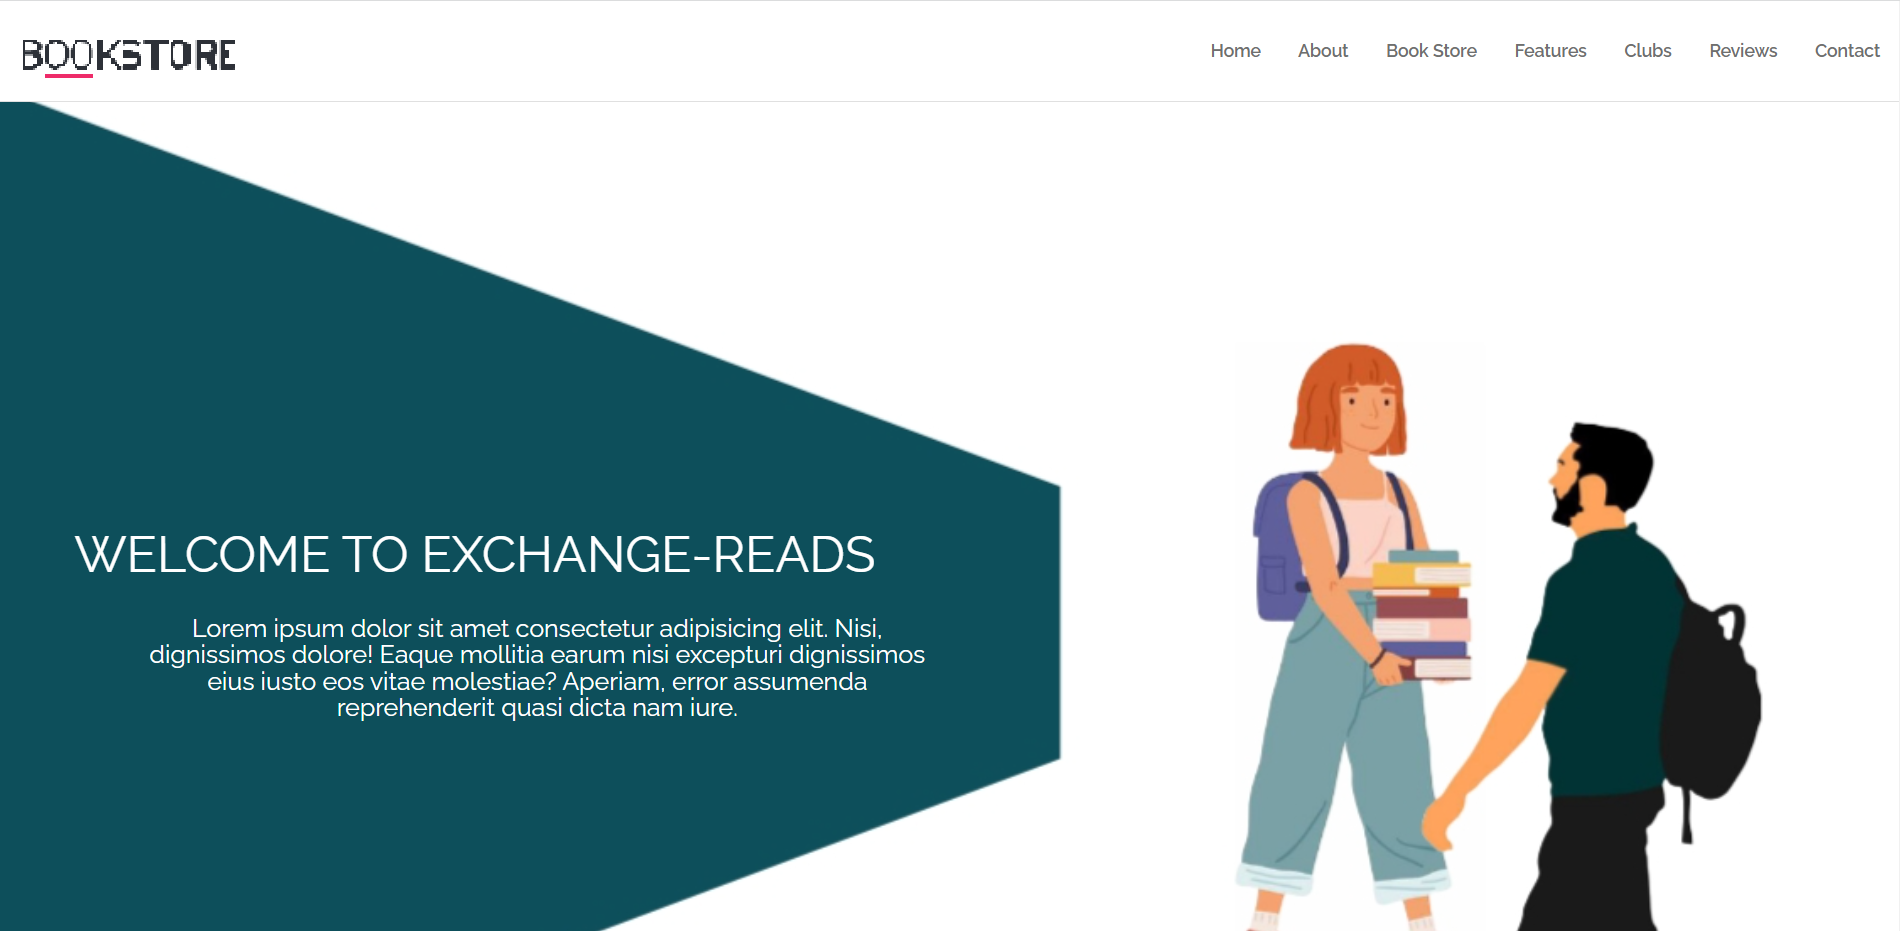 BOOKSTORE
Home About Book Store Features Clubs Reviews Contact
WELCOME TO EXCHANGE-READS
Lorem ipsum dolor sit amet consectetur adipisicing elit. Nisi,
dignissimos dolore! Eaque mollitia earum nisi excepturi dignissimos
eius iusto eos vitae molestiae? Aperiam, error assumenda
reprehenderit quasi dicta nam iure.